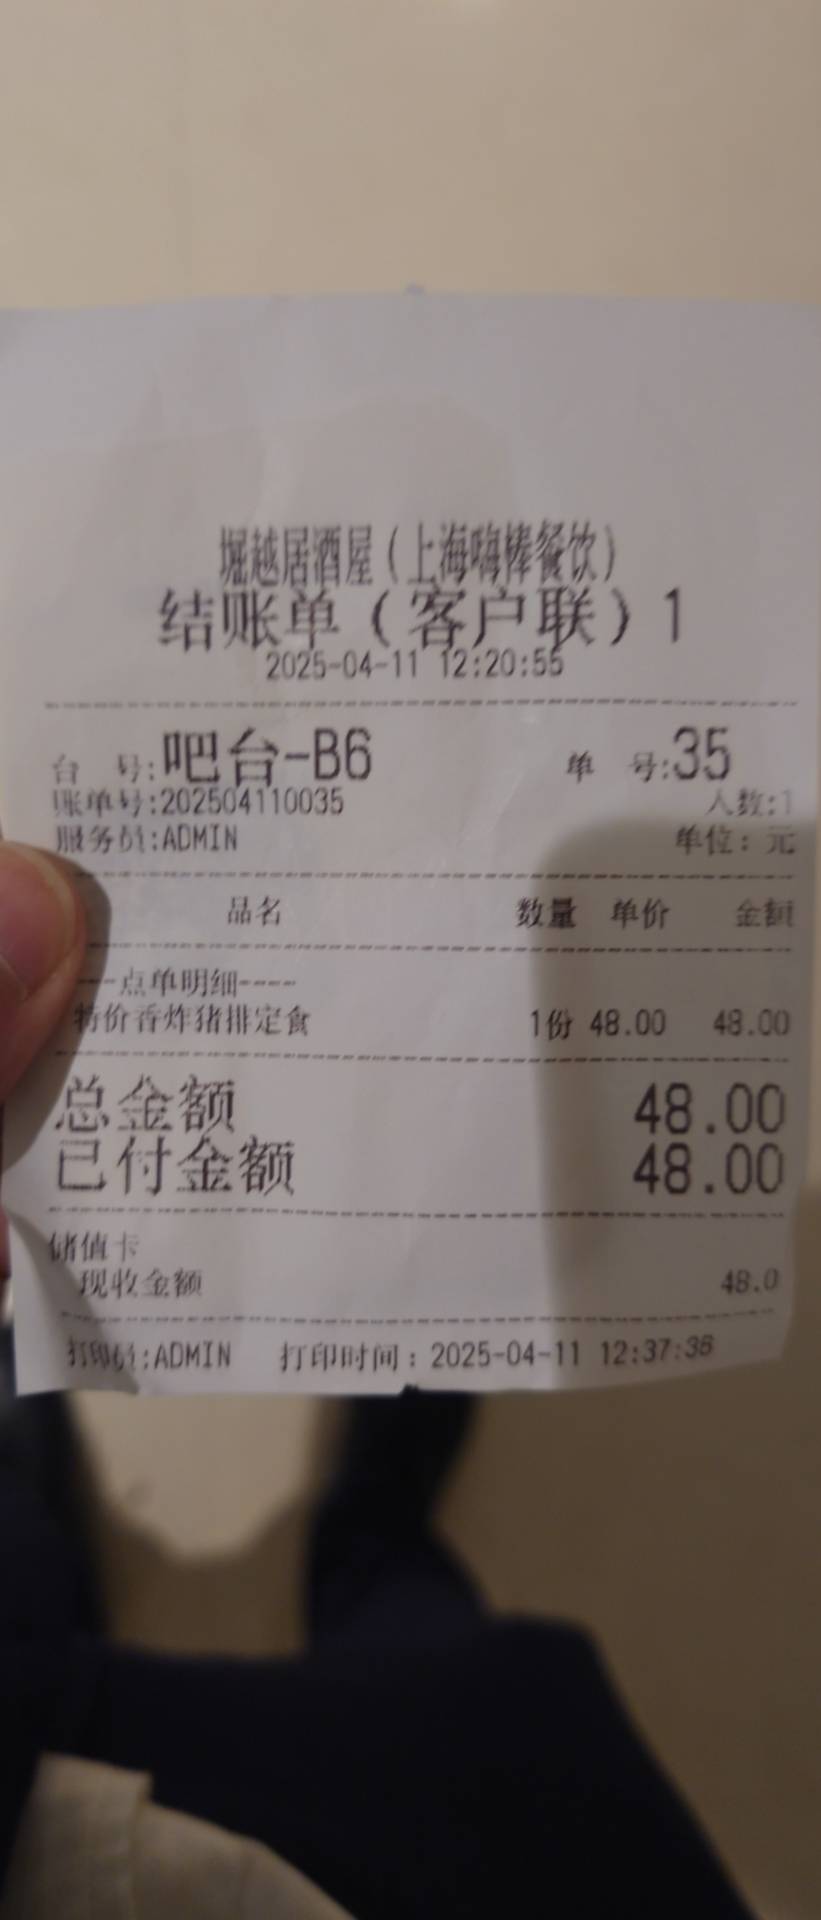 堀越居酒屋(上海嗨棒餐饮)
结账单(客户联)1
2025-04-11 12:20:55
台 号:吧台-B6 单 号:35
账单号:202504110035 人数:1
服务员:ADMIN 单位: 元
品名 数量 单价 金额
----点单明细----
特价香炸猪排定食 1份 48.00 48.00
总金额 48.00
已付金额 48.00
储值卡
现收金额 48.0
打印员:ADMIN 打印时间:2025-04-11 12:37:36